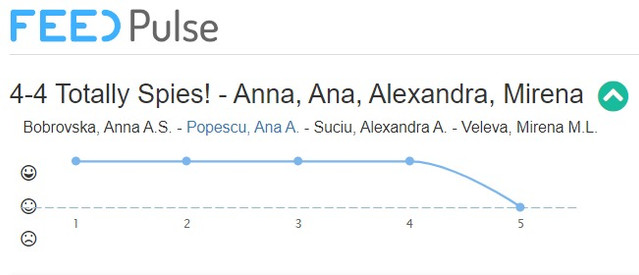 FEED Pulse
4-4 Totally Spies! - Anna, Ana, Alexandra, Mirena
Bobrovska, Anna A.S. - Popescu, Ana A. - Suciu, Alexandra A. - Veleva, Mirena M.L.
1 2 3 4 5